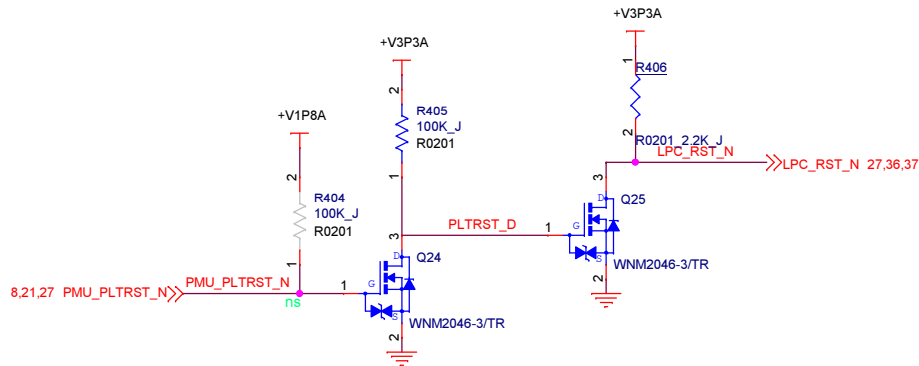 +V3P3A
+V3P3A
1
R406
2
R0201_2.2K_J
LPC_RST_N
LPC_RST_N 27,36,37
2
R405
100K_J
R0201
1
+V1P8A
2
R404
100K_J
R0201
1
3
D
Q25
PLTRST_D
1
G
S
2
WNM2046-3/TR
3
D
Q24
8,21,27 PMU_PLTRST_N
PMU_PLTRST_N
ns
1
G
S
2
WNM2046-3/TR